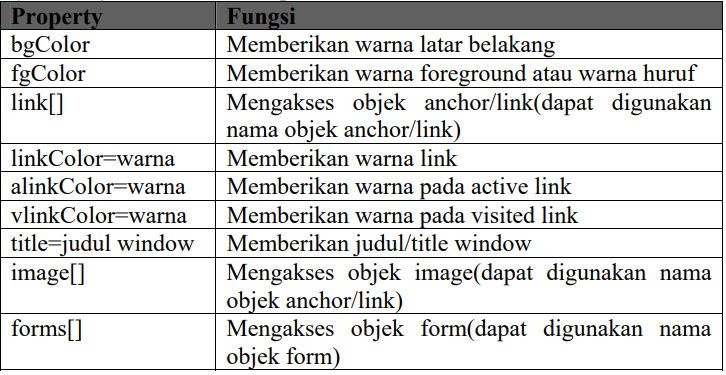 Property Fungsi
bgColor Memberikan warna latar belakang
fgColor Memberikan warna foreground atau warna huruf
link[] Mengakses objek anchor/link(dapat digunakan
nama objek anchor/link)
linkColor=warna Memberikan warna link
alinkColor=warna Memberikan warna pada active link
vlinkColor=warna Memberikan warna pada visited link
title=judul window Memberikan judul/title window
image[] Mengakses objek image(dapat digunakan nama
objek anchor/link)
forms[] Mengakses objek form(dapat digunakan nama
objek form)